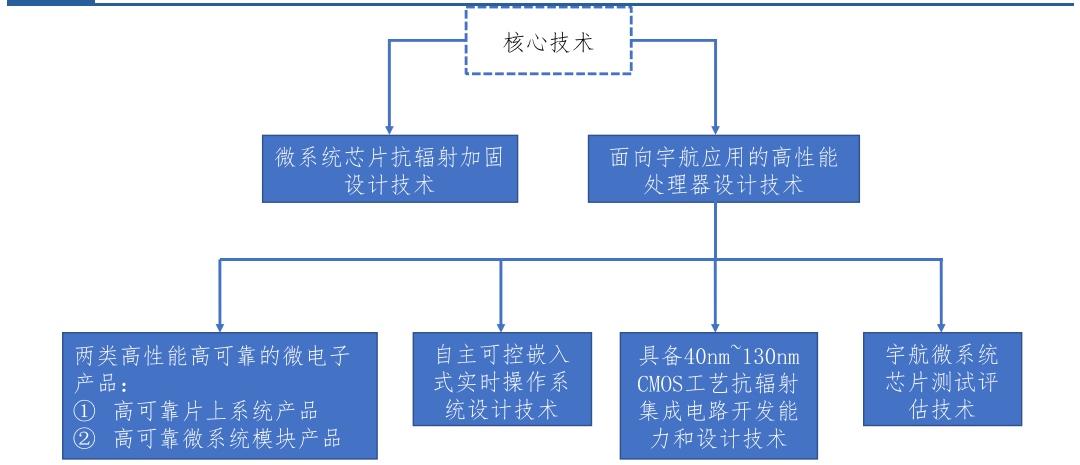 核心技术
微系统芯片抗辐射加固
设计技术
面向宇航应用的高性能
处理器设计技术
两类高性能高可靠的微电子
产品：
① 高可靠片上系统产品
② 高可靠微系统模块产品
自主可控嵌入
式实时操作系
统设计技术
具备40nm~130nm
CMOS工艺抗辐射
集成电路开发能
力和设计技术
宇航微系统
芯片测试评
估技术